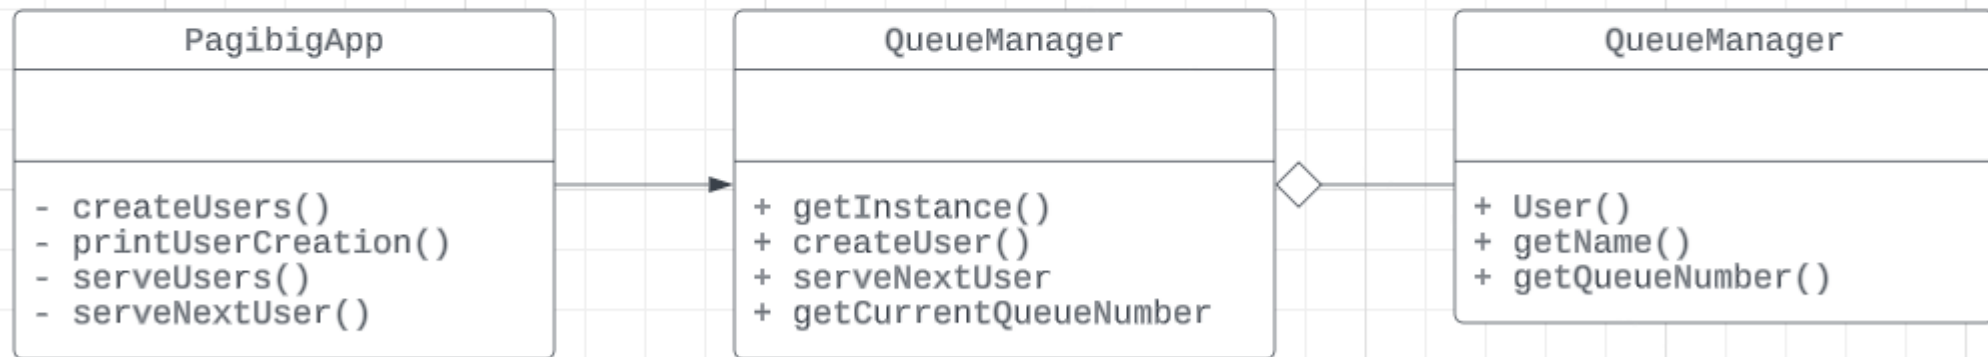 PagibigApp
- createUsers()
- printUserCreation()
- serveUsers()
- serveNextUser()
QueueManager
+ getInstance()
+ createUser()
+ serveNextUser
+ getCurrentQueueNumber
QueueManager
+ User()
+ getName()
+ getQueueNumber()